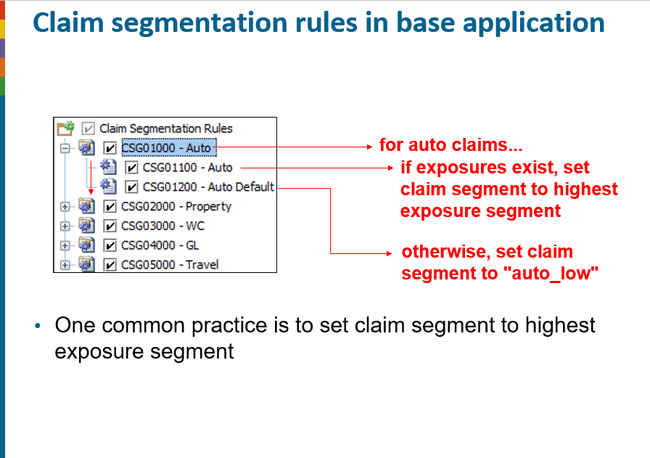 Claim segmentation rules in base application
Claim Segmentation Rules
CSG01000 - Auto
CSG01100 - Auto
CSG01200 - Auto Default
CSG02000 - Property
CSG03000 - WC
CSG04000 - GL
CSG05000 - Travel
for auto claims...
if exposures exist, set
claim segment to highest
exposure segment
otherwise, set claim
segment to "auto_low"
• One common practice is to set claim segment to highest
exposure segment